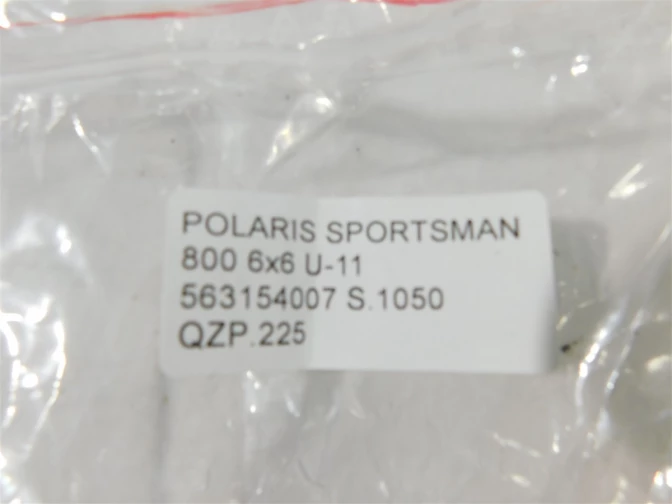 POLARIS SPORTSMAN
800 6x6 U-11
563154007 S.1050
QZP.225